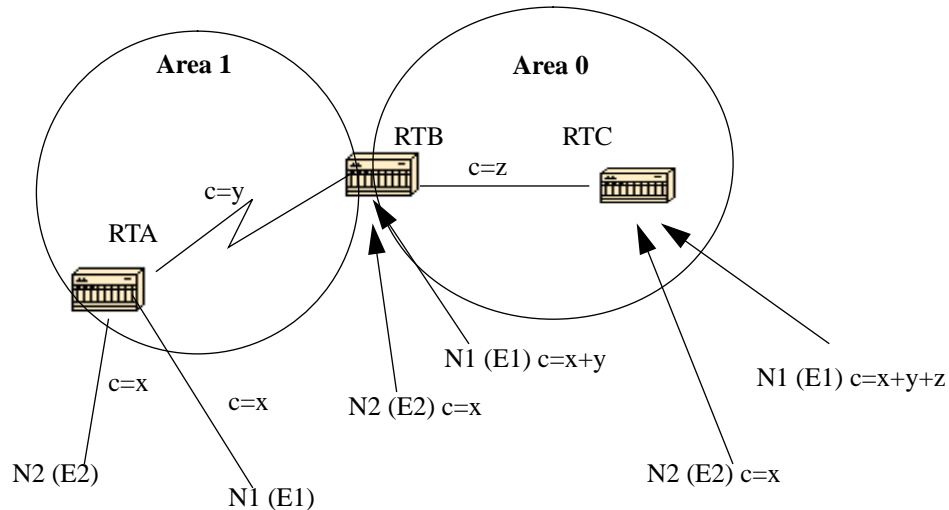 Area 1
Area 0
RTB
RTC
c=z
c=y
RTA
N1 (E1) c=x+y
N1 (E1) c=x+y+z
c=x
c=x
N2 (E2) c=x
N2 (E2)
N2 (E2) c=x
N1 (E1)